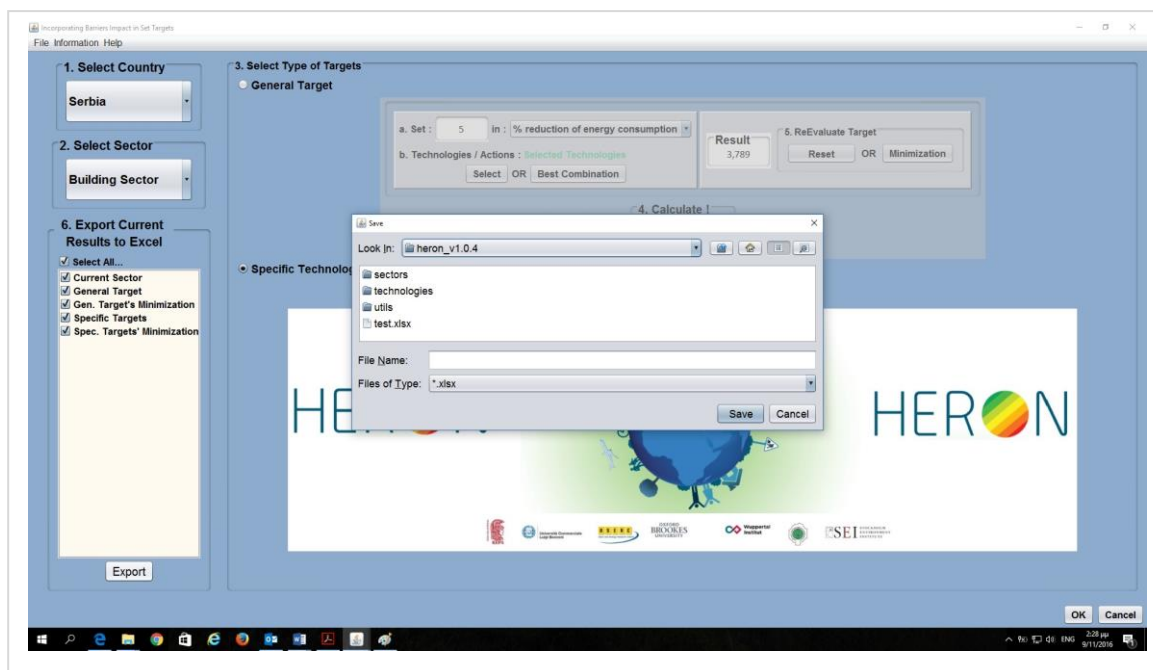 Incorporating Barriers Impact in Set Targets
File Information Help
1. Select Country
Serbia
2. Select Sector
Building Sector
6. Export Current
Results to Excel
Select All...
Current Sector
General Target
Gen. Target's Minimization
Specific Targets
Spec. Targets' Minimization
Export
3. Select Type of Targets
General Target
a. Set : 5 in : % reduction of energy consumption
b. Technologies / Actions : Selected Technologies
Select OR Best Combination
Result
3,789
5. ReEvaluate Target
Reset OR Minimization
4. Calculate !
Specific Technolog
Save
Look In: heron_v1.0.4
sectors
technologies
utils
test.xlsx
File Name:
Files of Type: *.xlsx
Save Cancel
HE
HERON
OXFORD
BROOKES
UNIVERSITY
Wuppertal
Institut
SEI
OK Cancel
ENG
2:28 μμ
9/11/2016